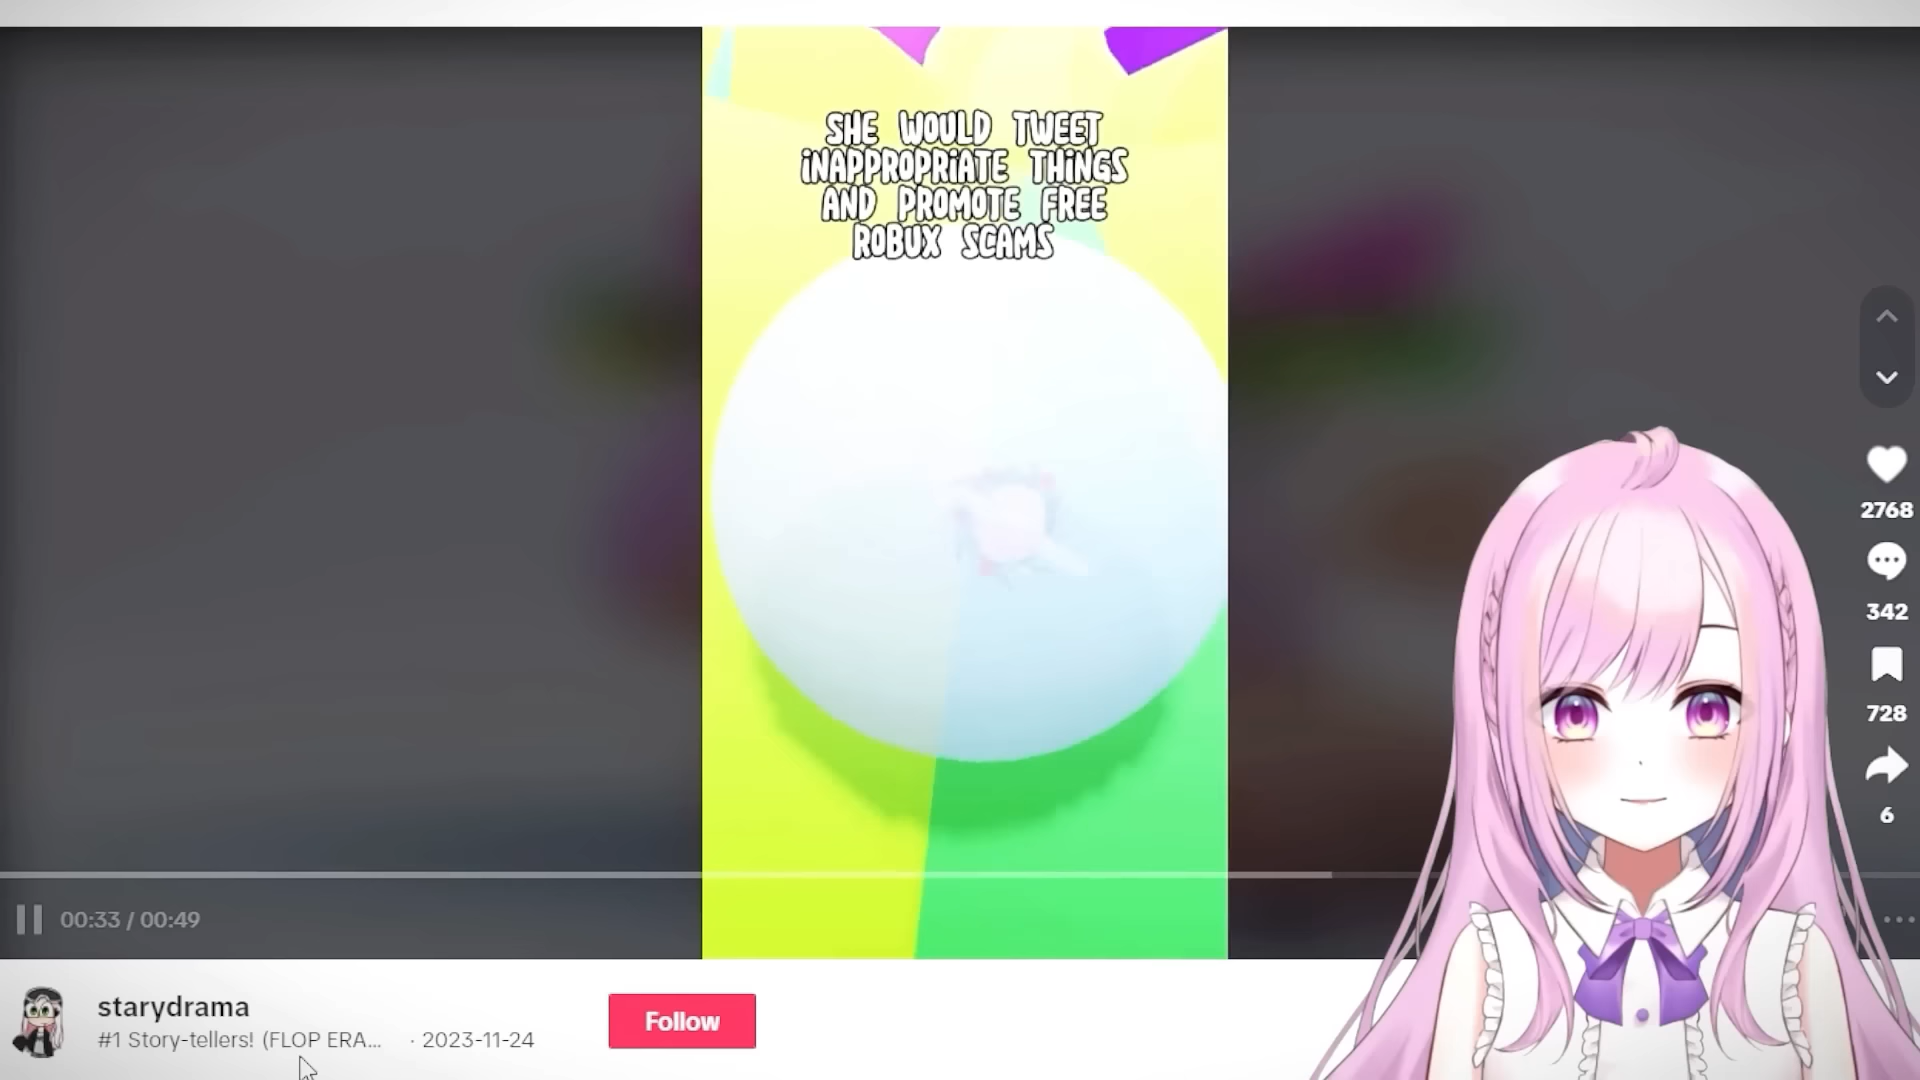 SHE WOULD TWEET
iNAPPROPRiATE THiNGS
AND PROMOTE FREE
ROBUX SCAMS
2768
342
728
6
00:33 / 00:49
starydrama
#1 Story-tellers! (FLOP ERA... · 2023-11-24
Follow